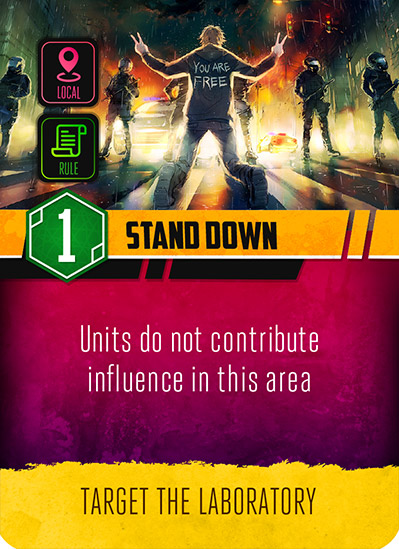 LOCAL
YOU ARE
FREE
RULE
1
STAND DOWN
Units do not contribute
influence in this area
TARGET THE LABORATORY